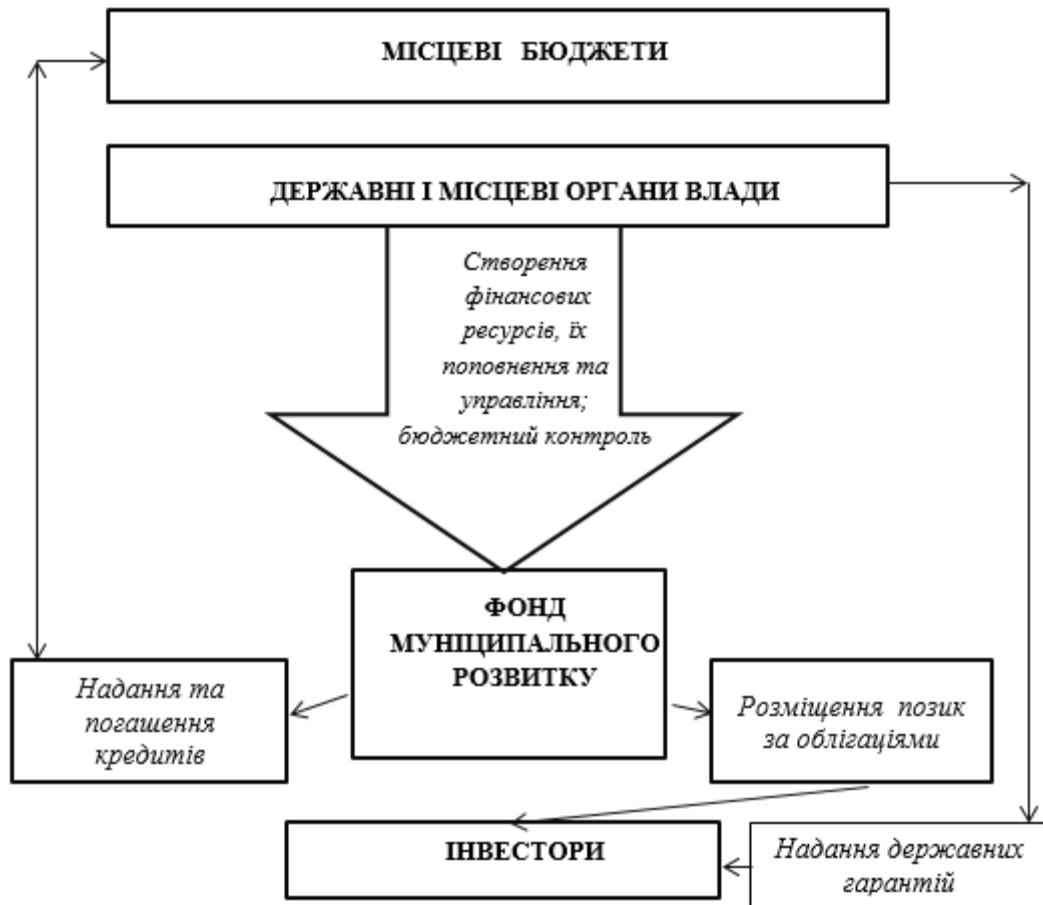 МІСЦЕВІ БЮДЖЕТИ
ДЕРЖАВНІ І МІСЦЕВІ ОРГАНИ ВЛАДИ
Створення
фінансових
ресурсів, їх
поповнення та
управління;
бюджетний контроль
ФОНД
МУНІЦИПАЛЬНОГО
РОЗВИТКУ
Надання та
погашення
кредитів
Розміщення позик
за облігаціями
ІНВЕСТОРИ
Надання державних
гарантій